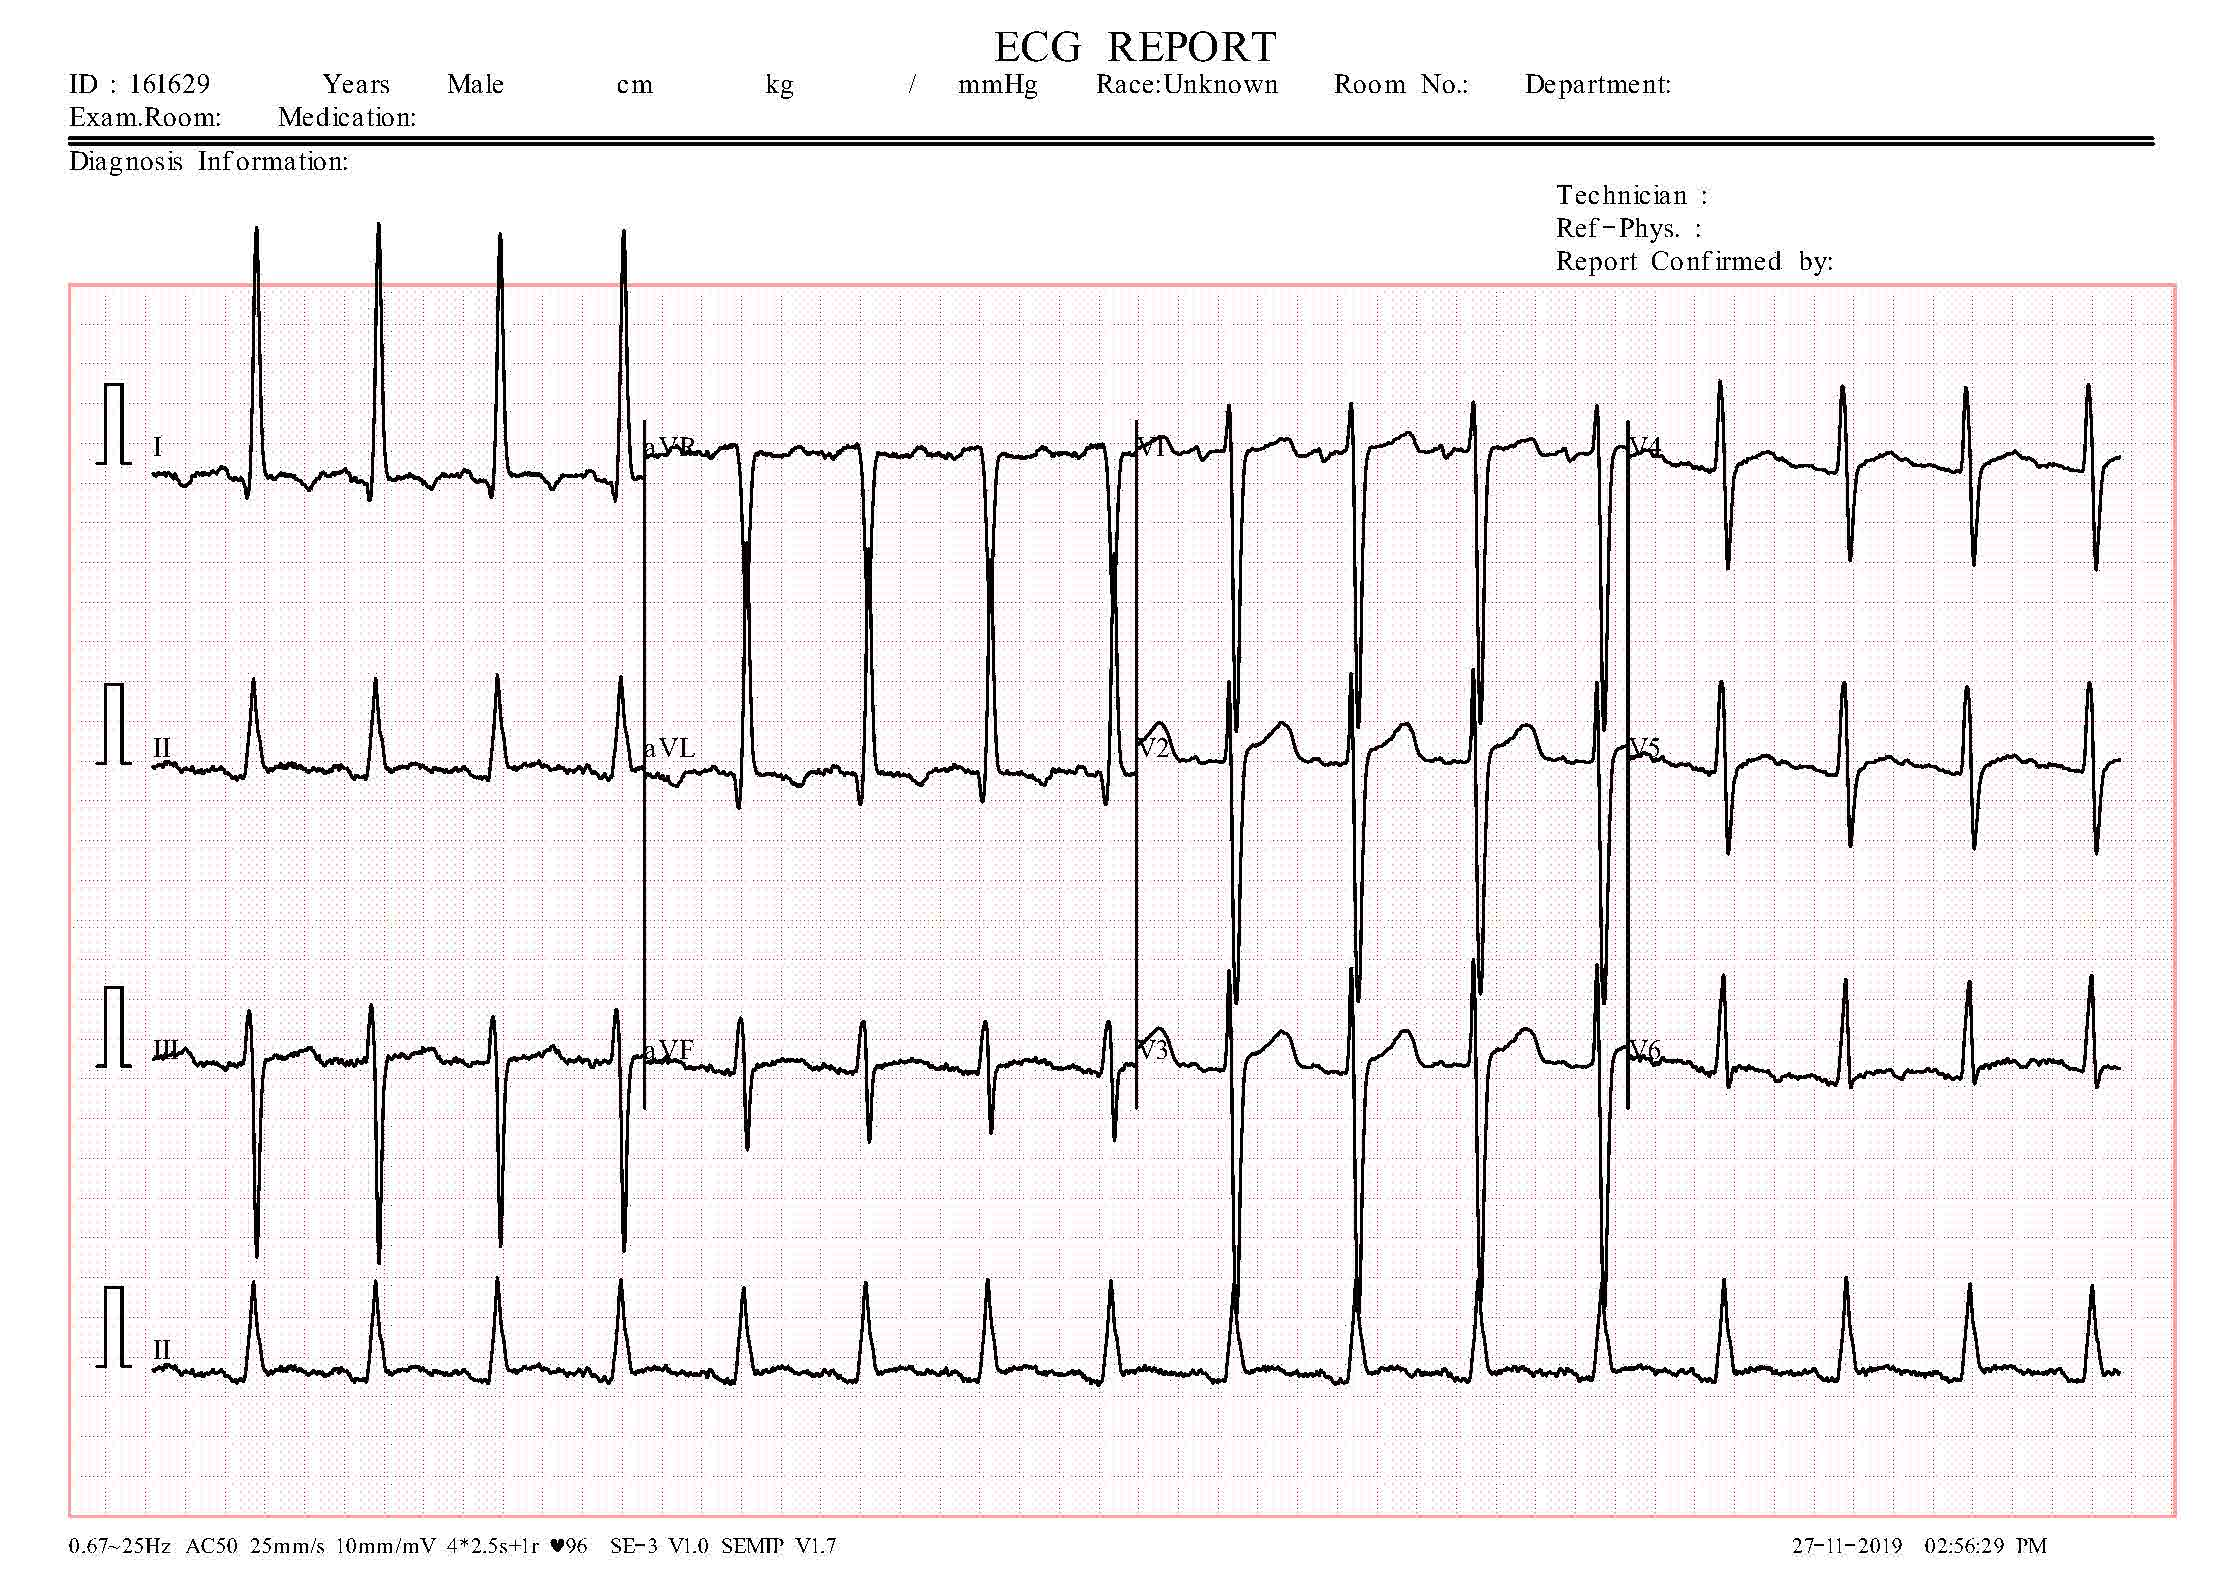 ECG REPORT
ID : 161629 Years Male cm kg / mmHg Race:Unknown Room No.: Department:
Exam.Room: Medication:
Diagnosis Information:
Technician :
Ref-Phys. :
Report Confirmed by:
I aVR V1 V4
II aVL V2 V5
III aVF V3 V6
II
0.67~25Hz AC50 25mm/s 10mm/mV 4*2.5s+1r ♥96 SE-3 V1.0 SEMIP V1.7 27-11-2019 02:56:29 PM